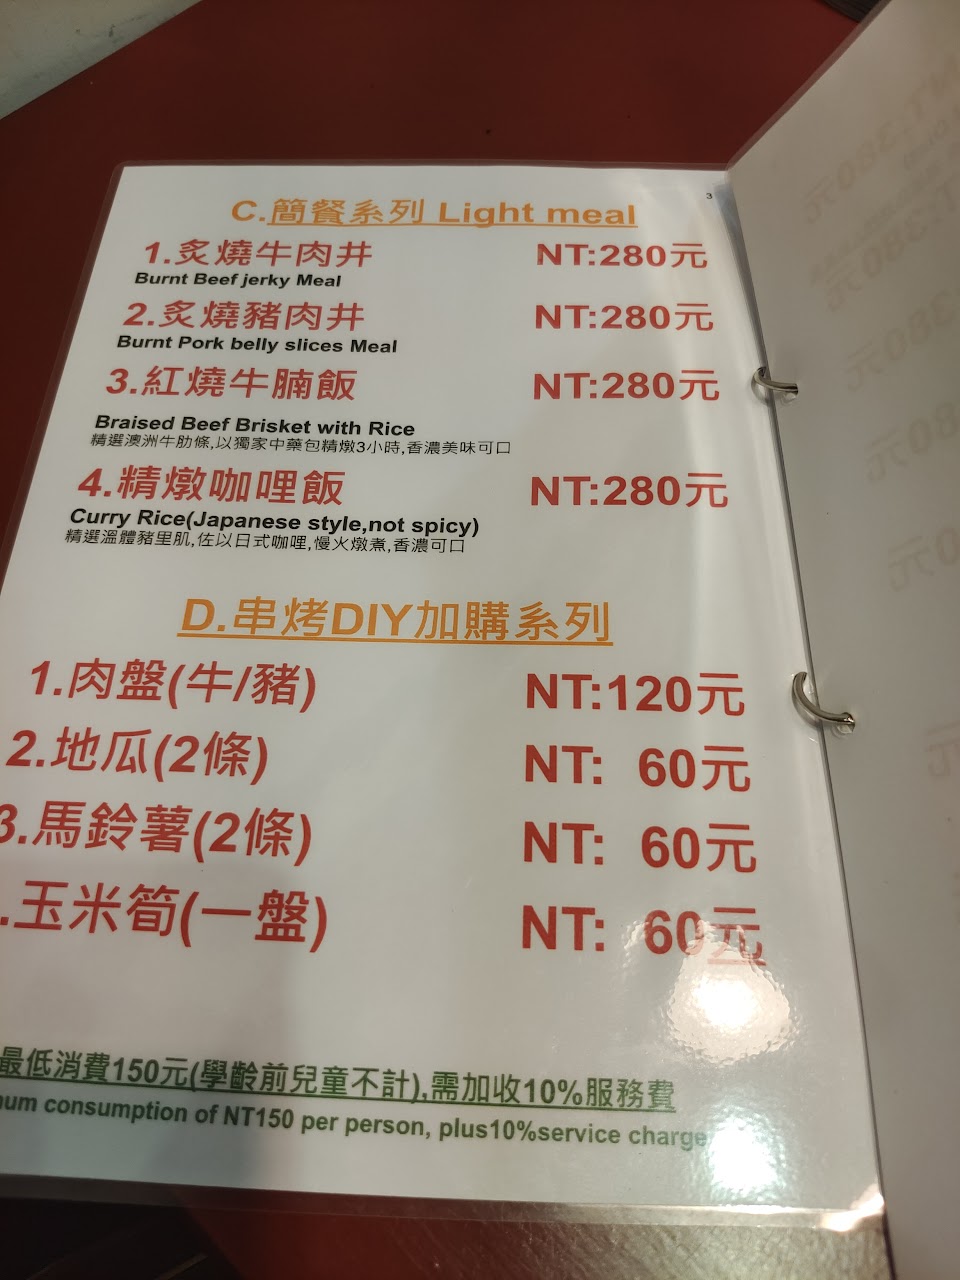 3
C.簡餐系列 Light meal
1.炙燒牛肉井 NT:280元
Burnt Beef jerky Meal
2.炙燒豬肉井 NT:280元
Burnt Pork belly slices Meal
3.紅燒牛腩飯 NT:280元
Braised Beef Brisket with Rice
精選澳洲牛肋條,以獨家中藥包精燉3小時,香濃美味可口
4.精燉咖哩飯 NT:280元
Curry Rice(Japanese style,not spicy)
精選溫體豬里肌,佐以日式咖哩,慢火燉煮,香濃可口
D.串烤DIY加購系列
1.肉盤(牛/豬) NT:120元
2.地瓜(2條) NT: 60元
3.馬鈴薯(2條) NT: 60元
.玉米筍(一盤) NT: 60元
最低消費150元(學齡前兒童不計),需加收10%服務費
consumption of NT150 per person, plus10%service charge